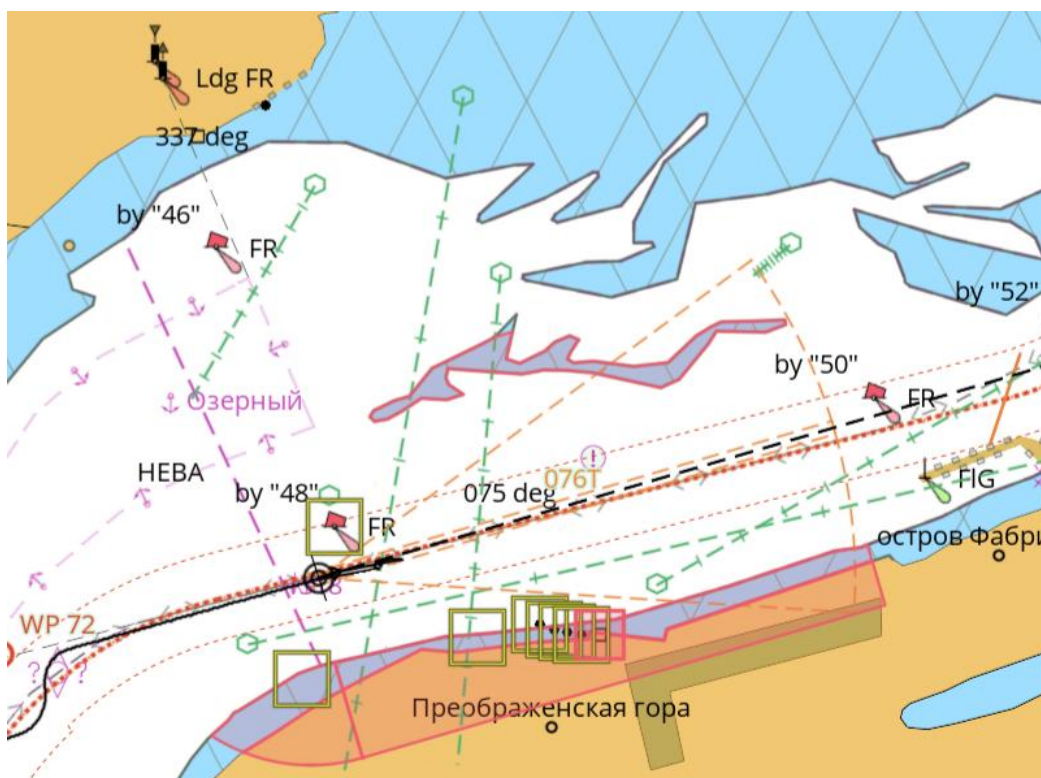 Ldg FR
337 deg
by "46"
FR
by "52"
by "50"
FR
Озерный
НЕВА
by "48"
FR
075 deg
076T
FlG
остров Фабри
WP 72
? ?
Преображенская гора